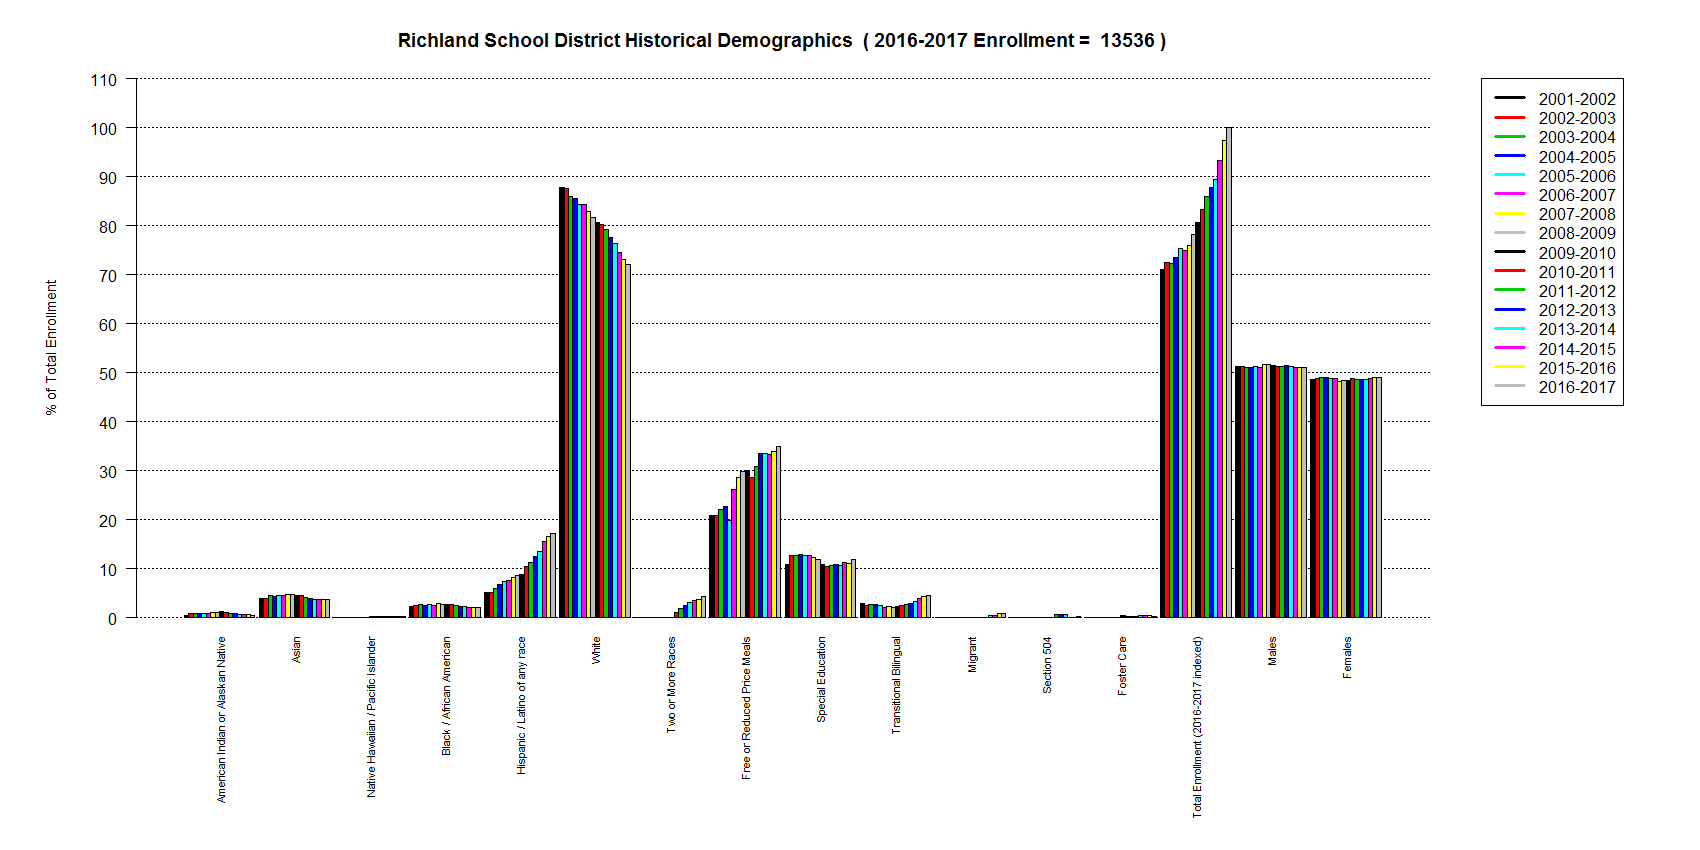 Richland School District Historical Demographics ( 2016-2017 Enrollment = 13536 )
% of Total Enrollment
110
100
90
80
70
60
50
40
30
20
10
0
American Indian or Alaskan Native
Asian
Native Hawaiian / Pacific Islander
Black / African American
Hispanic / Latino of any race
White
Two or More Races
Free or Reduced Price Meals
Special Education
Transitional Bilingual
Migrant
Section 504
Foster Care
Total Enrollment (2016-2017 indexed)
Males
Females
2001-2002
2002-2003
2003-2004
2004-2005
2005-2006
2006-2007
2007-2008
2008-2009
2009-2010
2010-2011
2011-2012
2012-2013
2013-2014
2014-2015
2015-2016
2016-2017